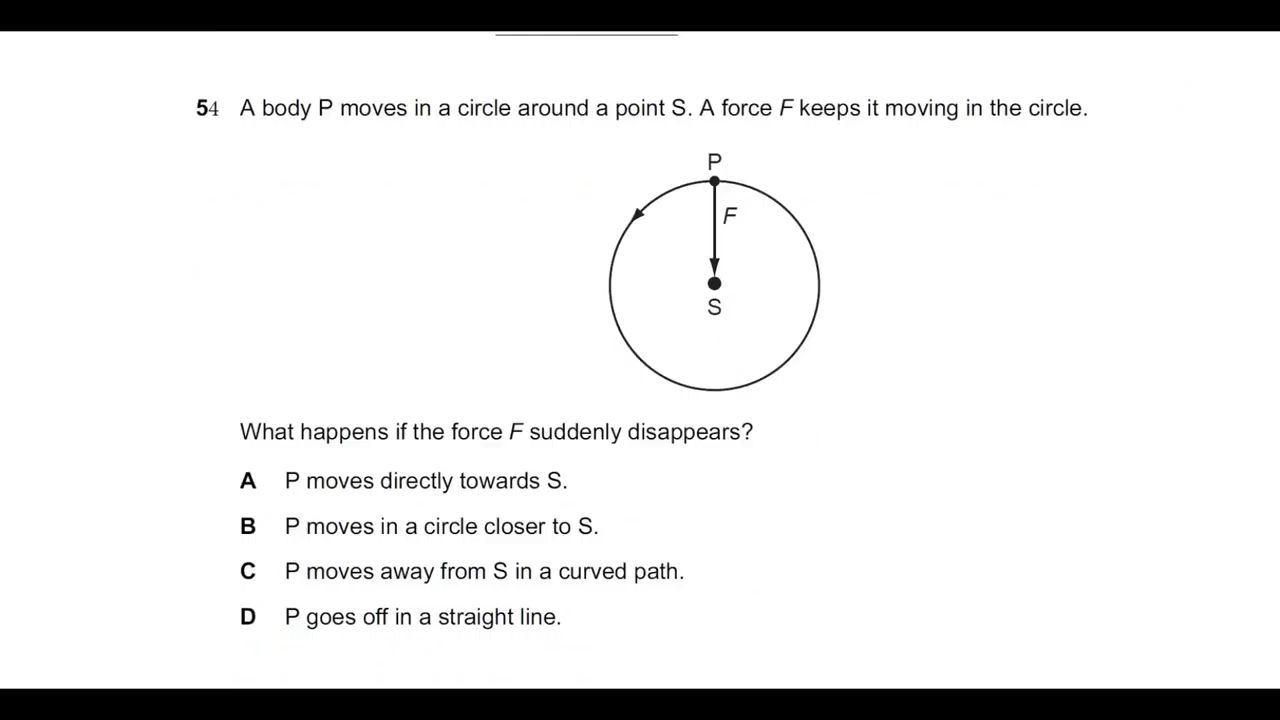 54 A body P moves in a circle around a point S. A force F keeps it moving in the circle.
P
F
S
What happens if the force F suddenly disappears?
A P moves directly towards S.
B P moves in a circle closer to S.
C P moves away from S in a curved path.
D P goes off in a straight line.